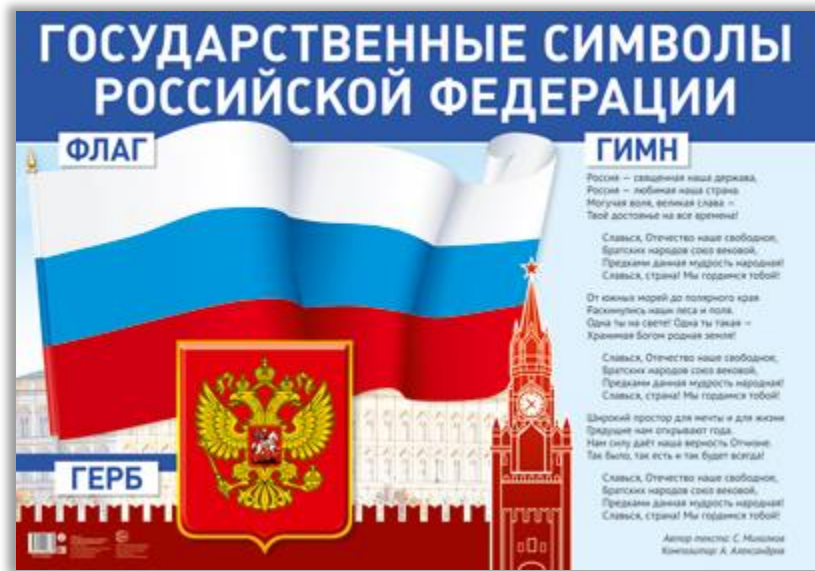 ГОСУДАРСТВЕННЫЕ СИМВОЛЫ
РОССИЙСКОЙ ФЕДЕРАЦИИ
ФЛАГ
ГИМН
Россия — священная наша держава,
Россия — любимая наша страна.
Могучая воля, великая слава —
Твоё достоянье на все времена!
Славься, Отечество наше свободное,
Братских народов союз вековой,
Предками данная мудрость народная!
Славься, страна! Мы гордимся тобой!
От южных морей до полярного края
Раскинулись наши леса и поля.
Одна ты на свете! Одна ты такая —
Хранимая Богом родная земля!
Славься, Отечество наше свободное,
Братских народов союз вековой,
Предками данная мудрость народная!
Славься, страна! Мы гордимся тобой!
Широкий простор для мечты и для жизни
Грядущие нам открывают года.
Нам силу даёт наша верность Отчизне.
Так было, так есть и так будет всегда!
Славься, Отечество наше свободное,
Братских народов союз вековой,
Предками данная мудрость народная!
Славься, страна! Мы гордимся тобой!
Автор текста: С. Михалков
Композитор: А. Александров
ГЕРБ